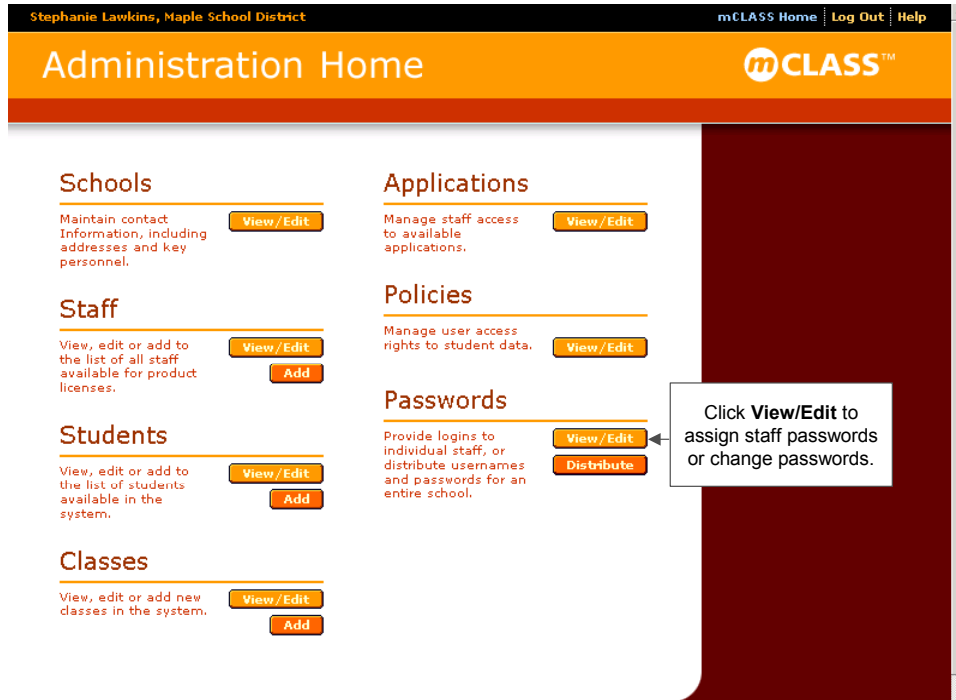 Stephanie Lawkins, Maple School District
mCLASS Home Log Out Help
Administration Home
mCLASS™
Schools
Maintain contact
Information, including
addresses and key
personnel.
View/Edit
Staff
View, edit or add to
the list of all staff
available for product
licenses.
View/Edit
Add
Students
View, edit or add to
the list of students
available in the
system.
View/Edit
Add
Classes
View, edit or add new
classes in the system.
View/Edit
Add
Applications
Manage staff access
to available
applications.
View/Edit
Policies
Manage user access
rights to student data.
View/Edit
Passwords
Provide logins to
individual staff, or
distribute usernames
and passwords for an
entire school.
View/Edit
Distribute
Click View/Edit to
assign staff passwords
or change passwords.